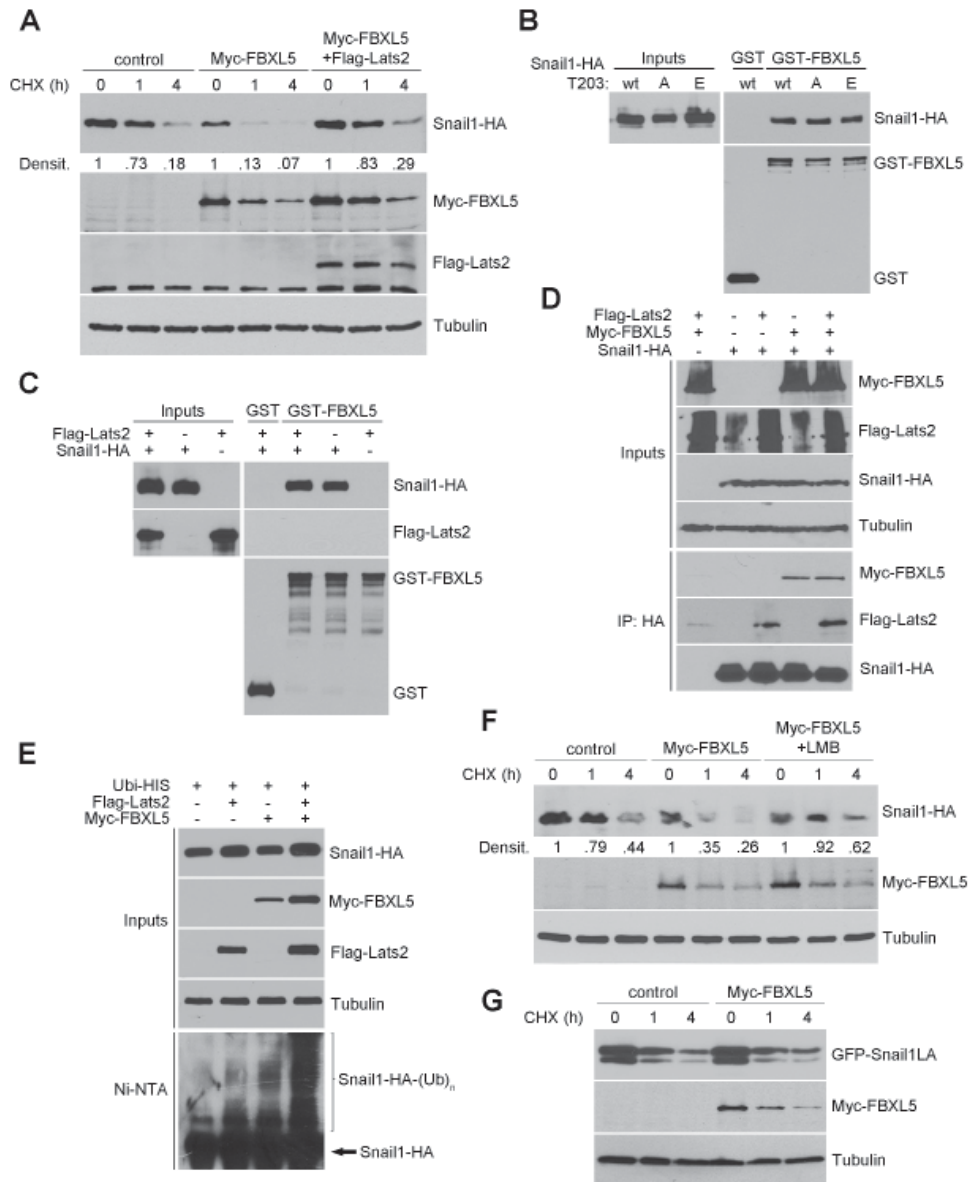 A
control Myc-FBXL5 Myc-FBXL5 +Flag-Lats2
CHX (h) 0 1 4 0 1 4 0 1 4
Snail1-HA
Densit. 1 .73 .18 1 .13 .07 1 .83 .29
Myc-FBXL5
Flag-Lats2
Tubulin
B
Snail1-HA Inputs GST GST-FBXL5
T203: wt A E wt wt A E
Snail1-HA
GST-FBXL5
GST
C
Inputs GST GST-FBXL5
Flag-Lats2 + - + + + - +
Snail1-HA + + - + + + -
Snail1-HA
Flag-Lats2
GST-FBXL5
GST
D
Flag-Lats2 + - + - +
Myc-FBXL5 + - - + +
Snail1-HA - + + + +
Inputs
Myc-FBXL5
Flag-Lats2
Snail1-HA
Tubulin
IP: HA
Myc-FBXL5
Flag-Lats2
Snail1-HA
E
Ubi-HIS + + + +
Flag-Lats2 - + - +
Myc-FBXL5 - - + +
Inputs
Snail1-HA
Myc-FBXL5
Flag-Lats2
Tubulin
Ni-NTA
Snail1-HA-(Ub)n
Snail1-HA
F
control Myc-FBXL5 Myc-FBXL5 +LMB
CHX (h) 0 1 4 0 1 4 0 1 4
Snail1-HA
Densit. 1 .79 .44 1 .35 .26 1 .92 .62
Myc-FBXL5
Tubulin
G
control Myc-FBXL5
CHX (h) 0 1 4 0 1 4
GFP-Snail1LA
Myc-FBXL5
Tubulin